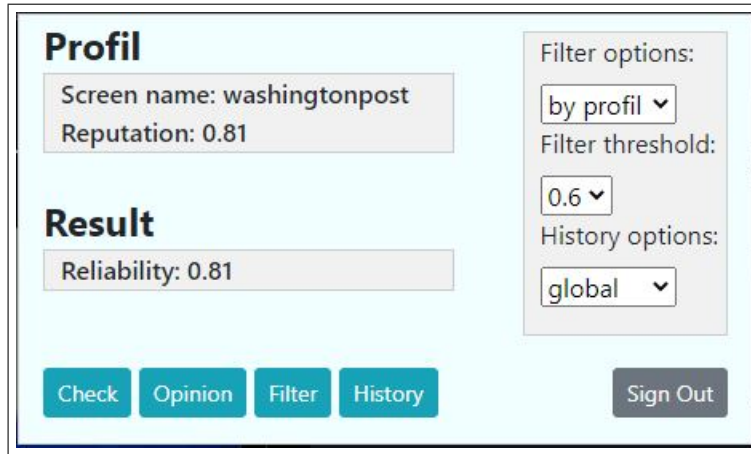 Profil
Screen name: washingtonpost
Reputation: 0.81
Result
Reliability: 0.81
Filter options:
by profil
Filter threshold:
0.6
History options:
global
Check Opinion Filter History Sign Out